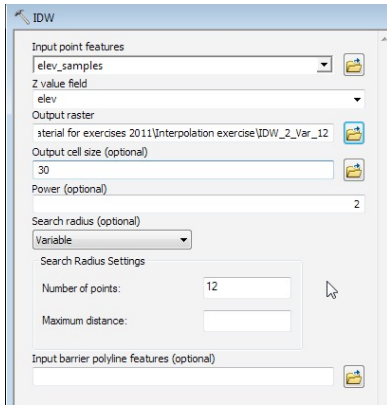 IDW
Input point features
elev_samples
Z value field
elev
Output raster
aterial for exercises 2011\Interpolation exercise\IDW_2_Var_12
Output cell size (optional)
30
Power (optional)
2
Search radius (optional)
Variable
Search Radius Settings
Number of points: 12
Maximum distance:
Input barrier polyline features (optional)